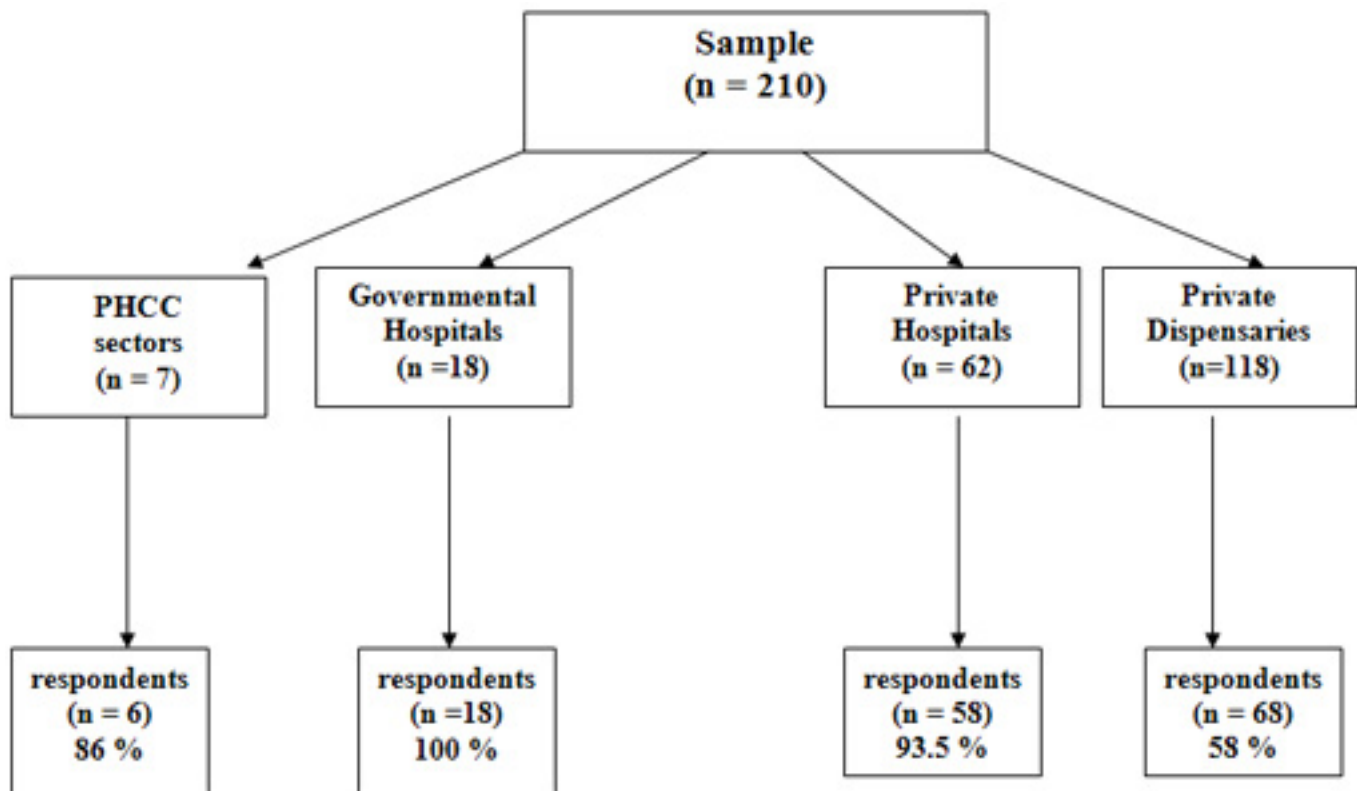 Sample
(n = 210)
PHCC
sectors
(n = 7)
Governmental
Hospitals
(n =18)
Private
Hospitals
(n = 62)
Private
Dispensaries
(n=118)
respondents
(n = 6)
86 %
respondents
(n =18)
100 %
respondents
(n = 58)
93.5 %
respondents
(n = 68)
58 %